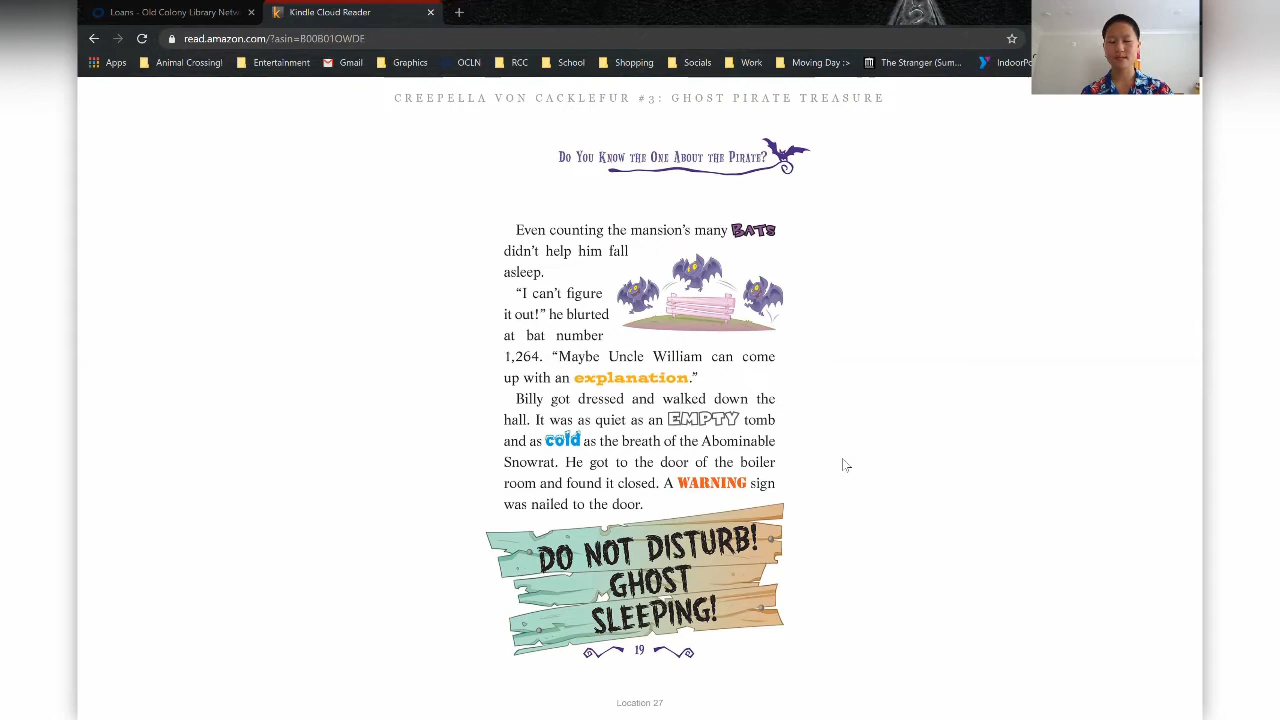 Loans - Old Colony Library Netw
Kindle Cloud Reader
read.amazon.com/?asin=B00B01OWDE
Apps Animal Crossing! Entertainment Gmail Graphics OCLN RCC School Shopping Socials Work Moving Day :> The Stranger (Sum... IndoorPo
CREEPELLA VON CACKLEFUR #3: GHOST PIRATE TREASURE
Do You Know the One About the Pirate?
Even counting the mansion's many BATS
didn't help him fall
asleep.
"I can't figure
it out!" he blurted
at bat number
1,264. "Maybe Uncle William can come
up with an explanation."
Billy got dressed and walked down the
hall. It was as quiet as an EMPTY tomb
and as cold as the breath of the Abominable
Snowrat. He got to the door of the boiler
room and found it closed. A WARNING sign
was nailed to the door.
DO NOT DISTURB!
GHOST
SLEEPING!
19
Location 27